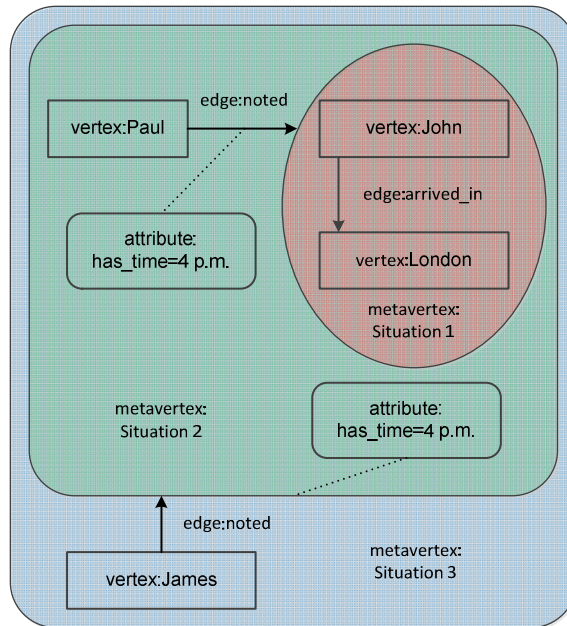 edge:noted
vertex:Paul
vertex:John
edge:arrived_in
attribute:
has_time=4 p.m.
vertex:London
metavertex:
Situation 1
metavertex:
Situation 2
attribute:
has_time=4 p.m.
edge:noted
metavertex:
Situation 3
vertex:James